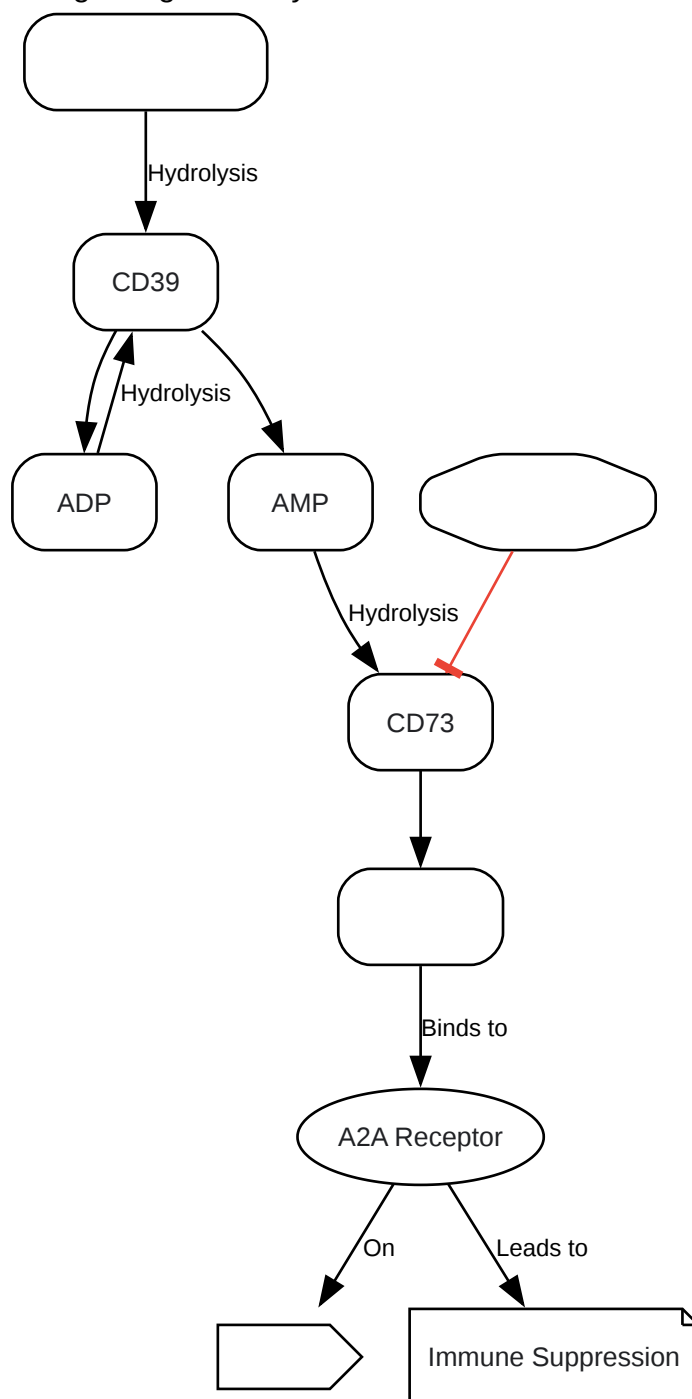 Hydrolysis
CD39
Hydrolysis
ADP
AMP
Hydrolysis
CD73
Binds to
A2A Receptor
On
Leads to
Immune Suppression